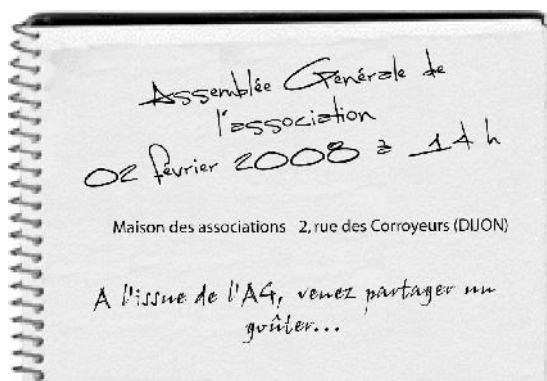 Assemblée Générale de
l'association
02 février 2008 à 14 h
Maison des associations 2, rue des Corroyeurs (DIJON)
A l'issue de l'AG, venez partager un
goûter...